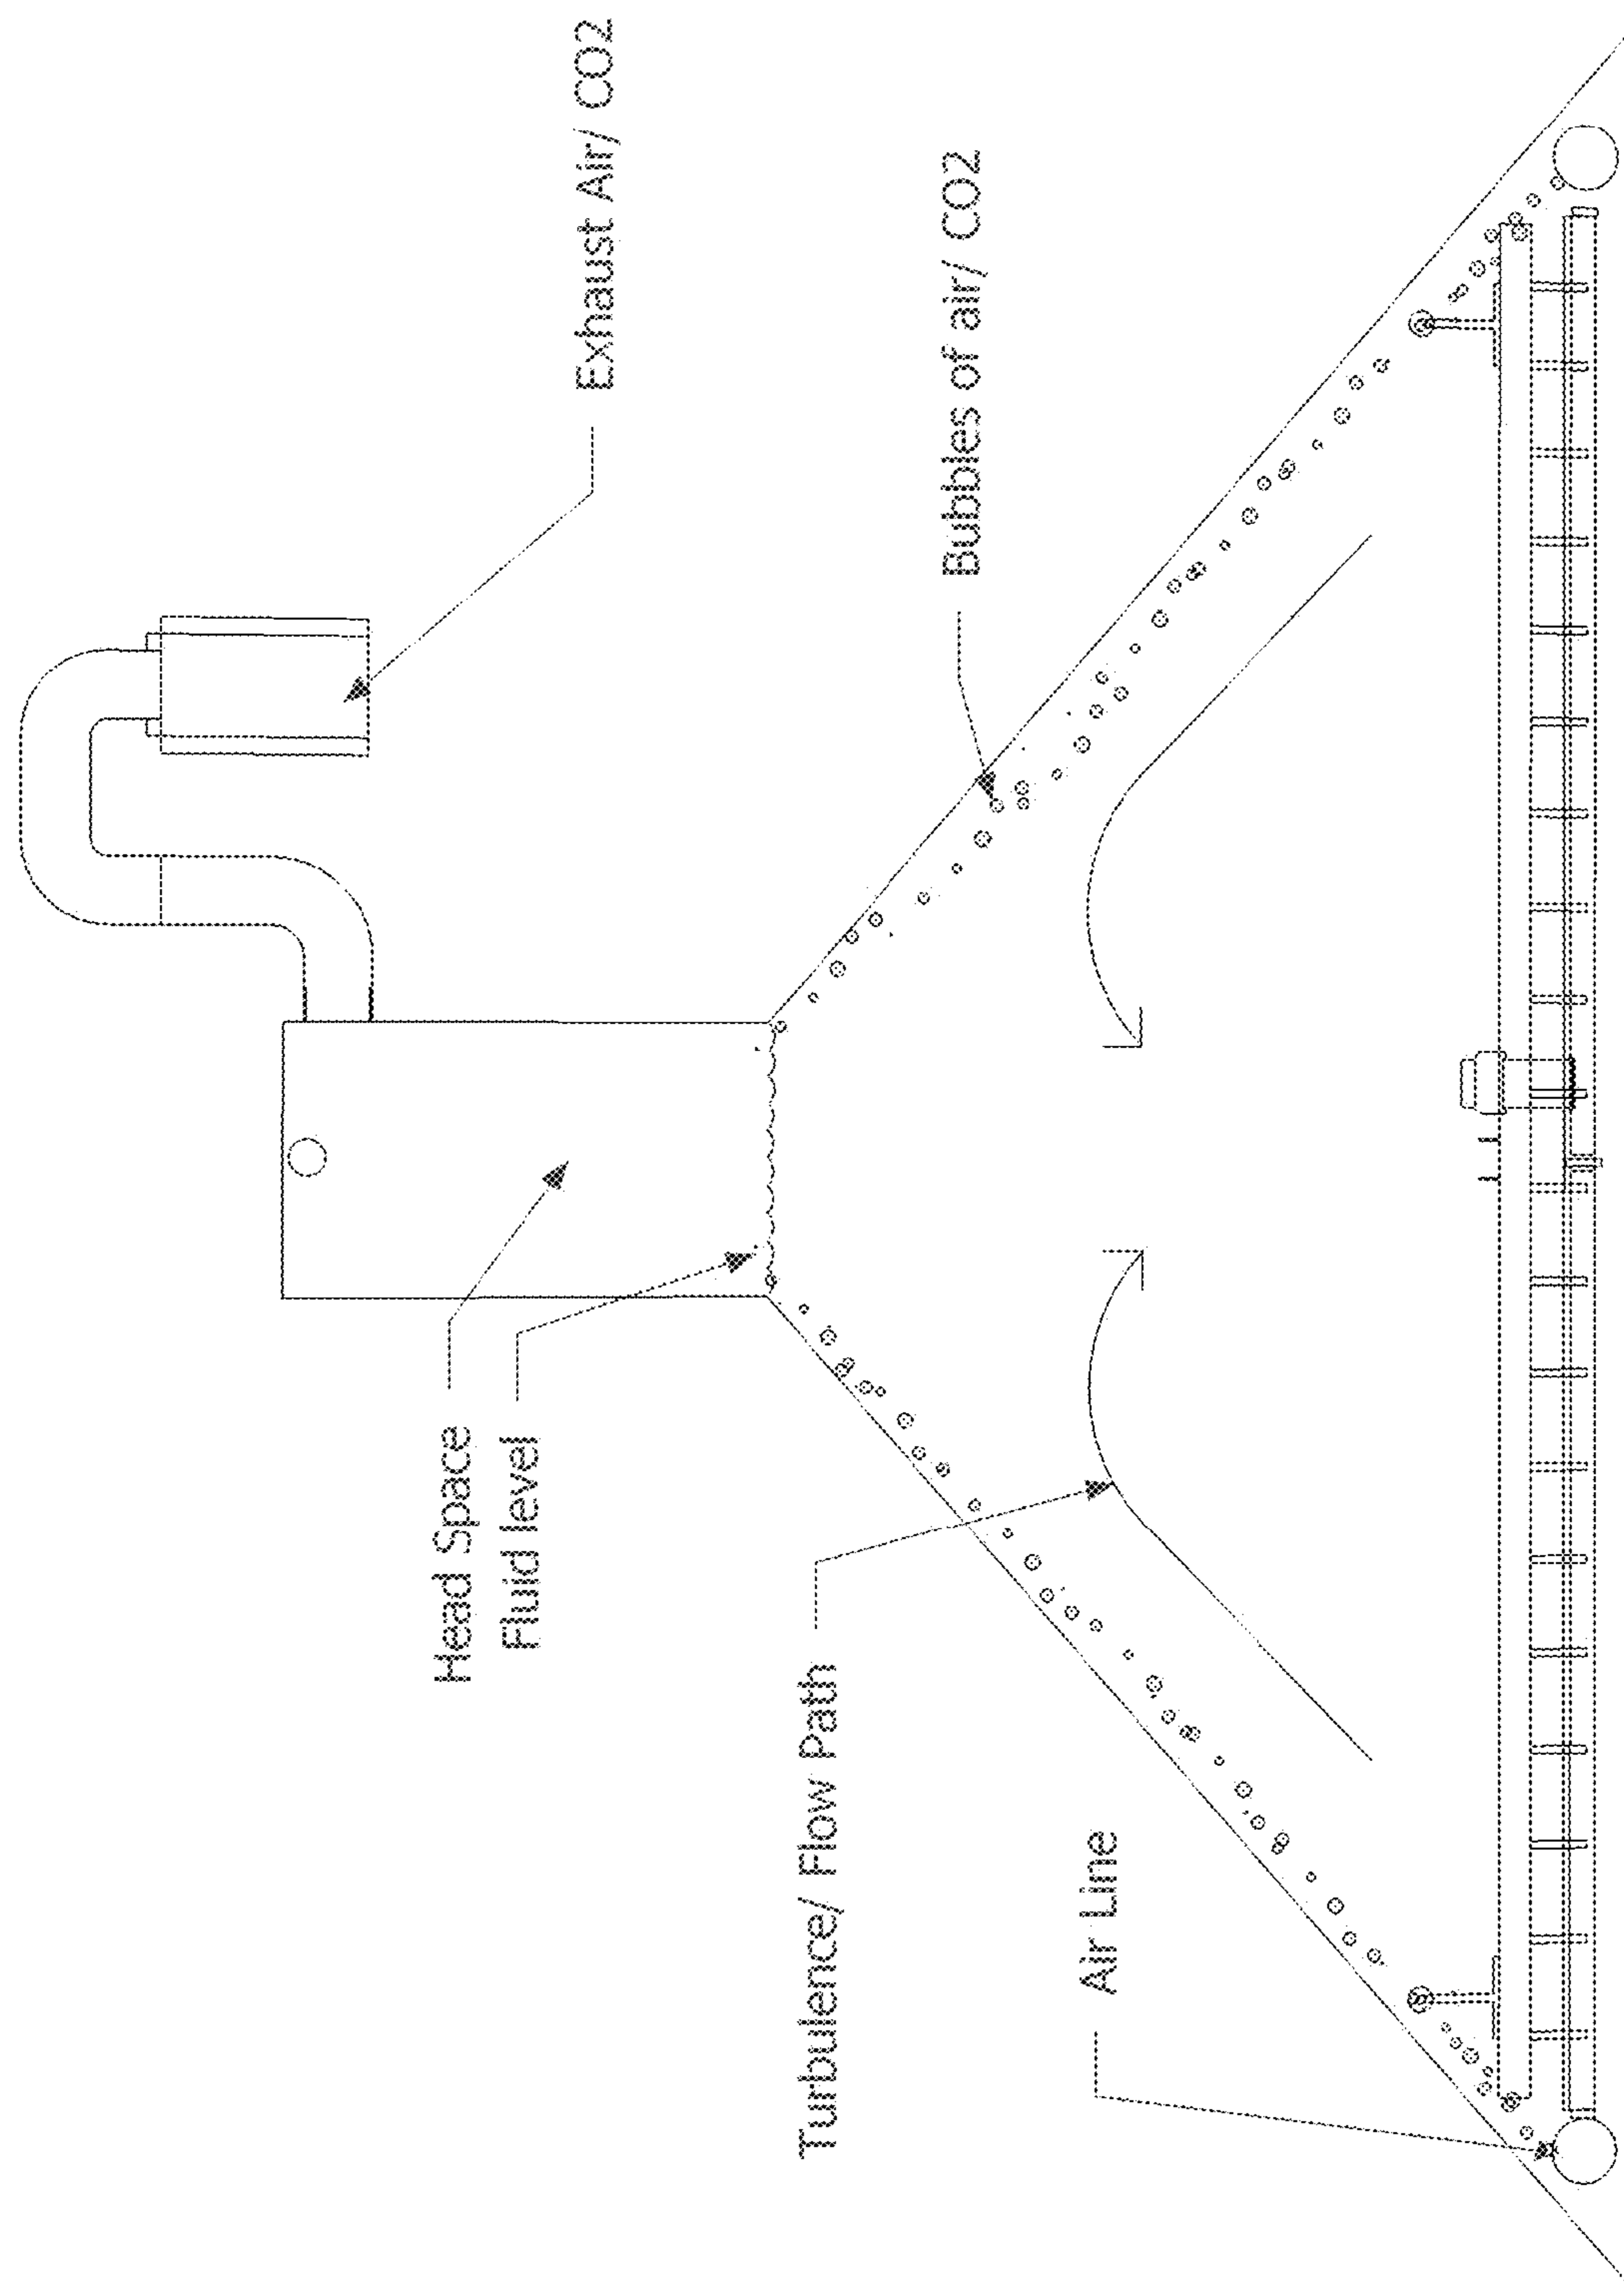 Exhaust Air/ CO2
Bubbles of air/ CO2
Head Space
Fluid level
Turbulence/ Flow Path
Air Line